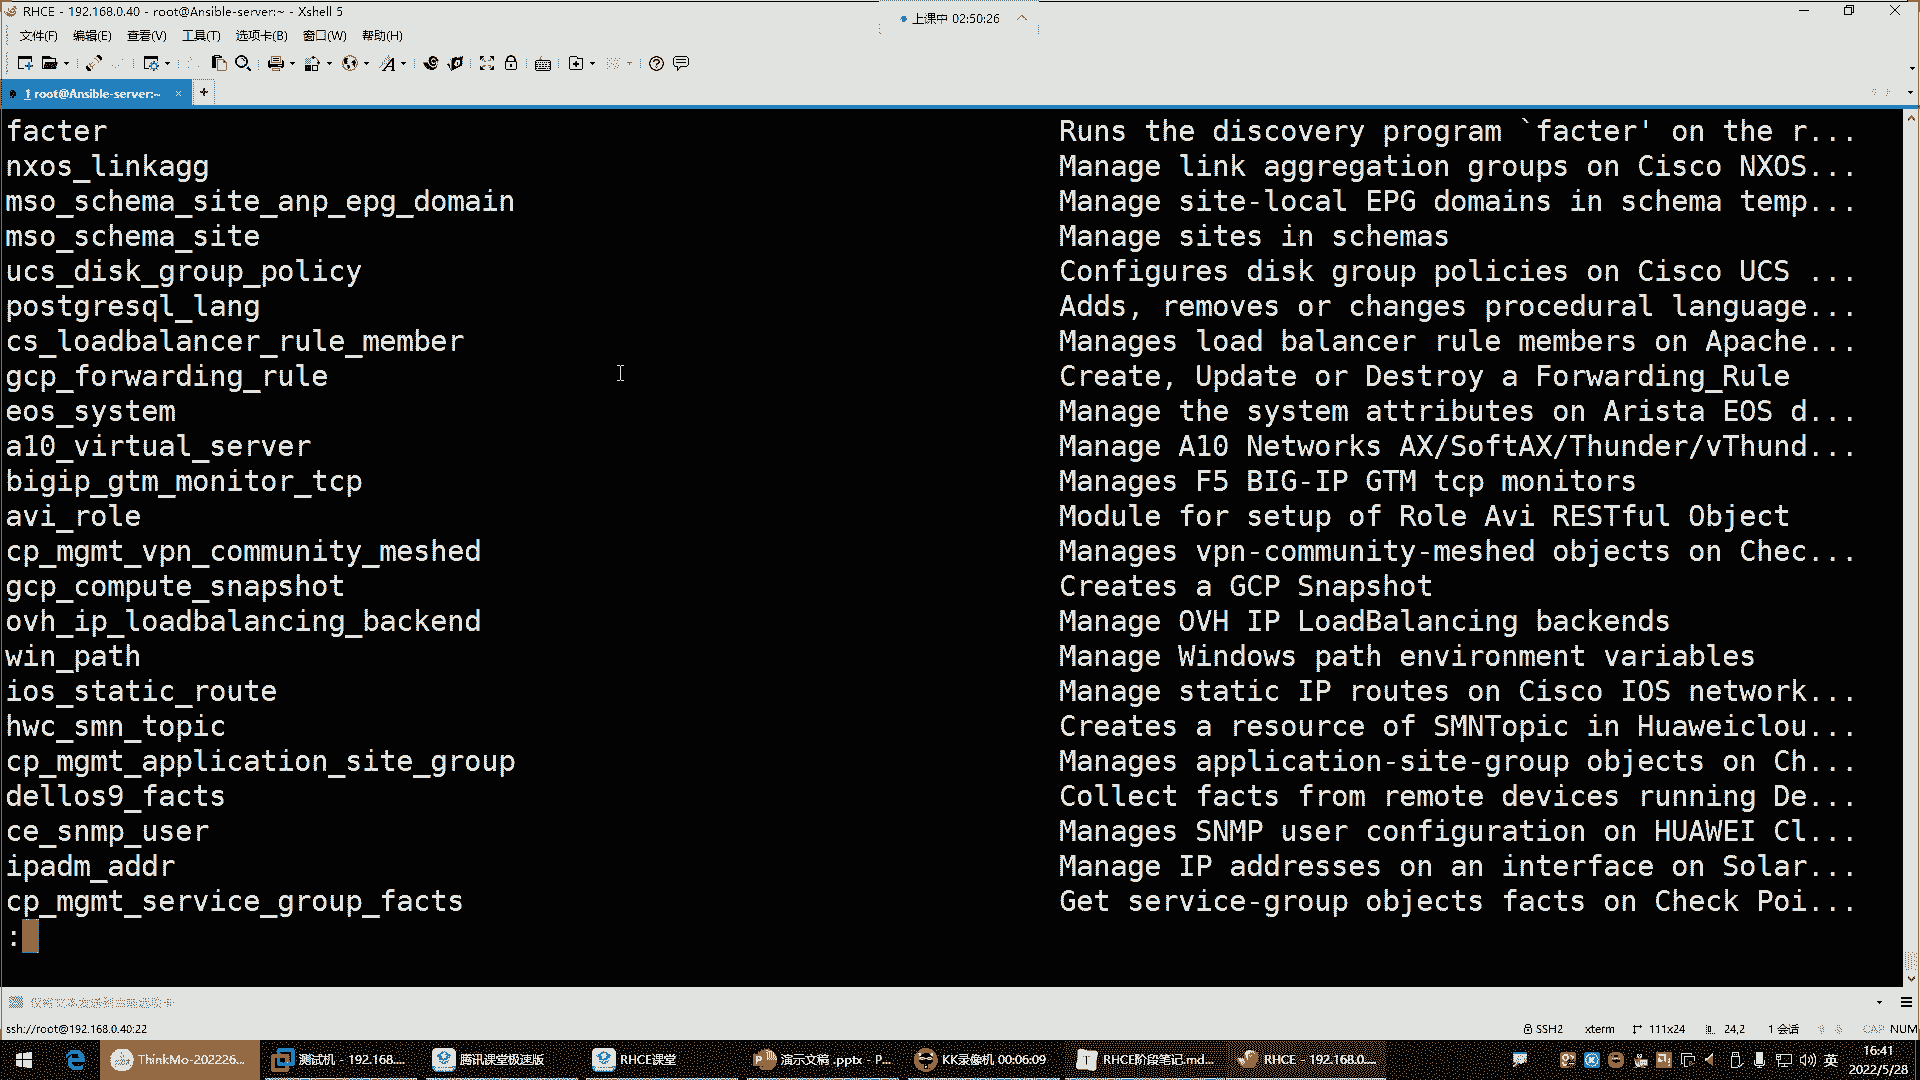 RHCE - 192.168.0.40 - root@Ansible-server:~ - Xshell 5
上课中 02:50:26
文件(F) 编辑(E) 查看(V) 工具(T) 选项卡(B) 窗口(W) 帮助(H)
1 root@Ansible-server:~ × +
facter Runs the discovery program `facter' on the r...
nxos_linkagg Manage link aggregation groups on Cisco NXOS...
mso_schema_site_anp_epg_domain Manage site-local EPG domains in schema temp...
mso_schema_site Manage sites in schemas
ucs_disk_group_policy Configures disk group policies on Cisco UCS ...
postgresql_lang Adds, removes or changes procedural language...
cs_loadbalancer_rule_member Manages load balancer rule members on Apache...
gcp_forwarding_rule Create, Update or Destroy a Forwarding_Rule
eos_system Manage the system attributes on Arista EOS d...
a10_virtual_server Manage A10 Networks AX/SoftAX/Thunder/vThund...
bigip_gtm_monitor_tcp Manages F5 BIG-IP GTM tcp monitors
avi_role Module for setup of Role Avi RESTful Object
cp_mgmt_vpn_community_meshed Manages vpn-community-meshed objects on Chec...
gcp_compute_snapshot Creates a GCP Snapshot
ovh_ip_loadbalancing_backend Manage OVH IP LoadBalancing backends
win_path Manage Windows path environment variables
ios_static_route Manage static IP routes on Cisco IOS network...
hwc_smn_topic Creates a resource of SMNTopic in Huaweiclou...
cp_mgmt_application_site_group Manages application-site-group objects on Ch...
dellos9_facts Collect facts from remote devices running De...
ce_snmp_user Manages SNMP user configuration on HUAWEI Cl...
ipadm_addr Manage IP addresses on an interface on Solar...
cp_mgmt_service_group_facts Get service-group objects facts on Check Poi...
:
ssh://root@192.168.0.40:22 SSH2 xterm 111x24 24,2 1 会话 CAP NUM
ThinkMo-202226... 测试机 - 192.168.... 腾讯课堂极速版 RHCE课堂 演示文稿 .pptx - P... KK录像机 00:06:09 RHCE阶段笔记.md... RHCE - 192.168.0.... 英 16:41
2022/5/28